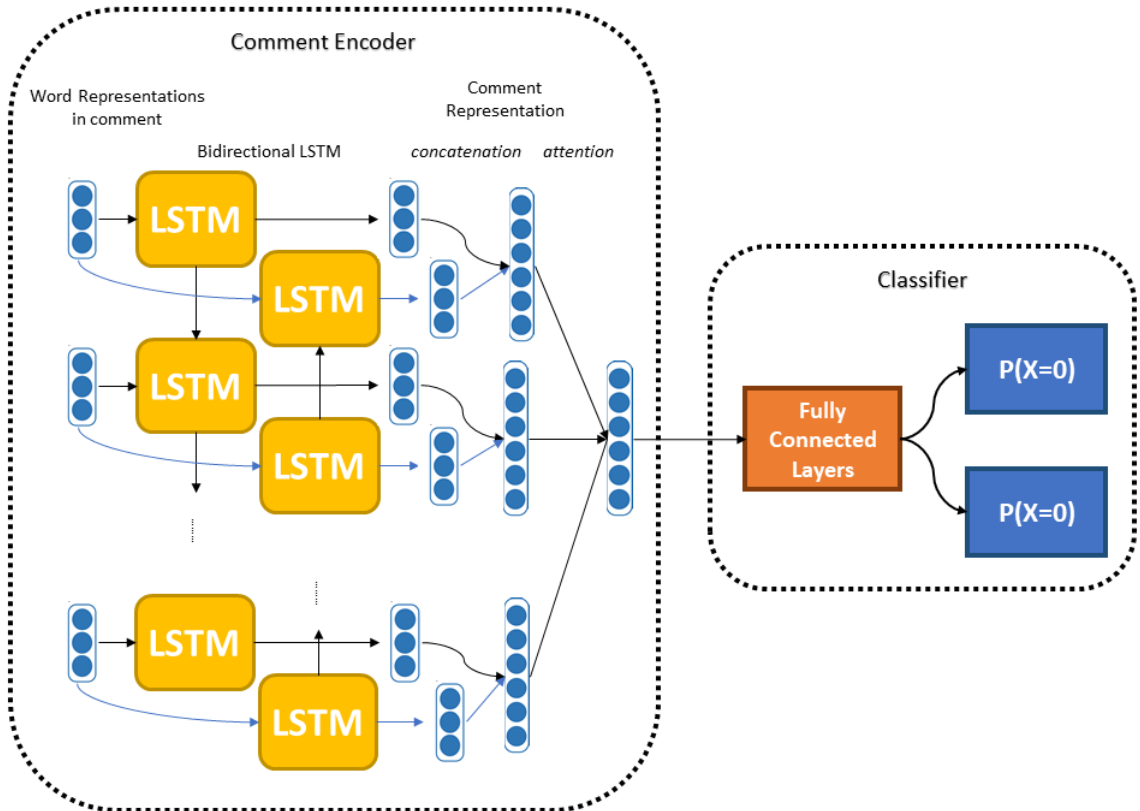 Comment Encoder
Word Representations
in comment
Comment
Representation
Bidirectional LSTM
concatenation
attention
LSTM
LSTM
LSTM
LSTM
LSTM
LSTM
Classifier
Fully
Connected
Layers
P(X=0)
P(X=0)